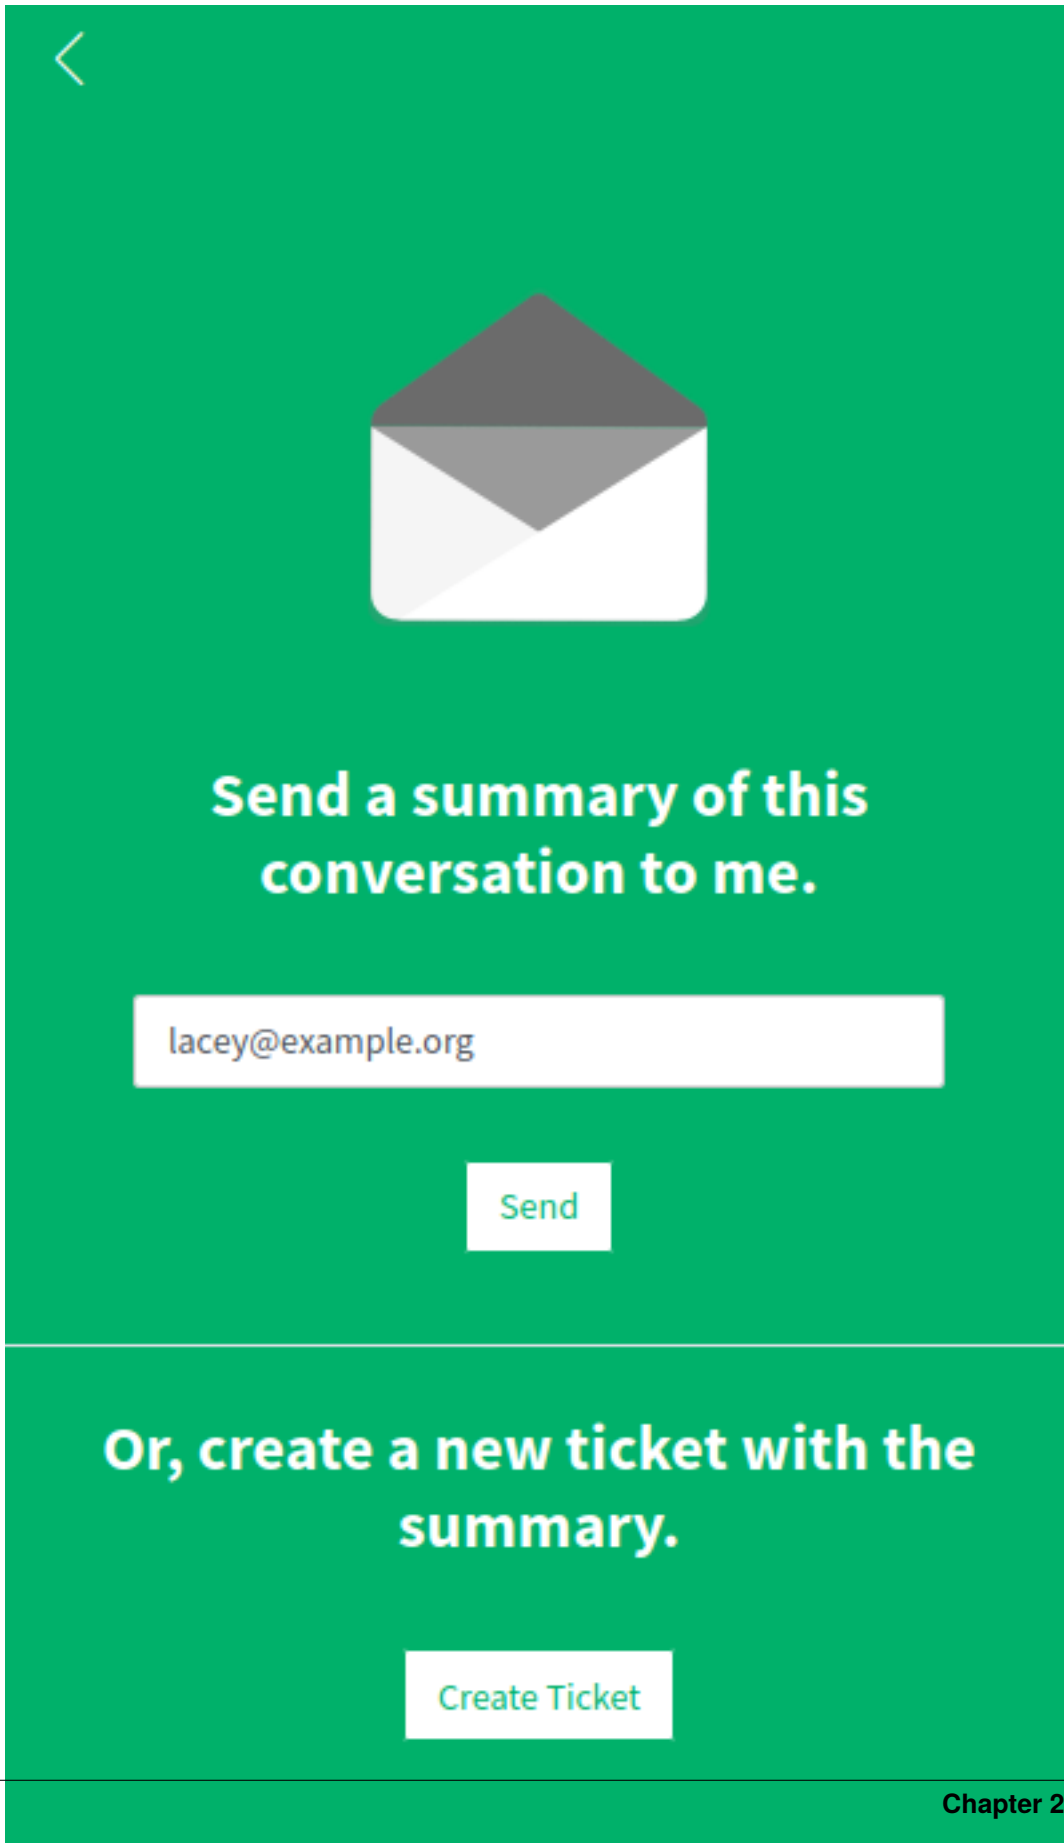 Send a summary of this
conversation to me.
lacey@example.org
Send
Or, create a new ticket with the
summary.
Create Ticket
Chapter 2